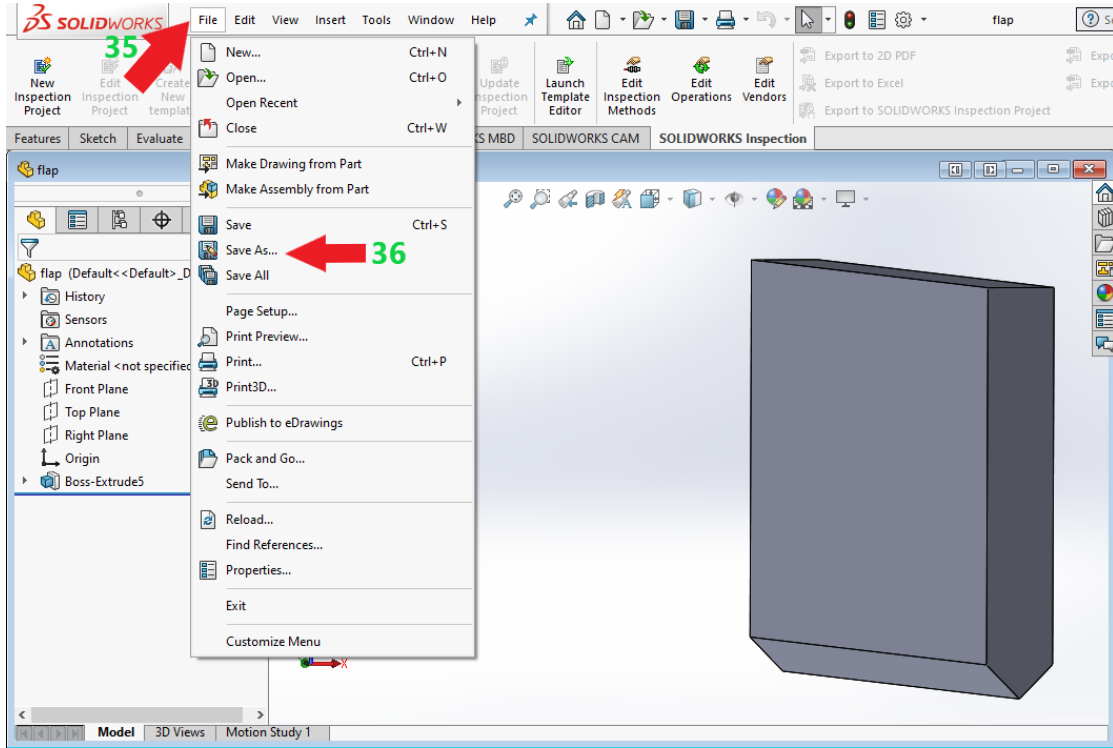 SOLIDWORKS File Edit View Insert Tools Window Help flap
35
New Inspection Project
Edit Inspection Project
Create New
Update Inspection Project
Launch Template Editor
Edit Inspection Methods
Edit Operations
Edit Vendors
Export to 2D PDF
Export to Excel
Export to SOLIDWORKS Inspection Project
Features Sketch Evaluate MBD SOLIDWORKS CAM SOLIDWORKS Inspection
flap
New... Ctrl+N
Open... Ctrl+O
Open Recent
Close Ctrl+W
Make Drawing from Part
Make Assembly from Part
Save Ctrl+S
Save As... 36
Save All
Page Setup...
Print Preview...
Print... Ctrl+P
Print3D...
Publish to eDrawings
Pack and Go...
Send To...
Reload...
Find References...
Properties...
Exit
Customize Menu
flap (Default<<Default>_D
History
Sensors
A Annotations
Material <not specified
Front Plane
Top Plane
Right Plane
Origin
Boss-Extrude5
X
Model 3D Views Motion Study 1